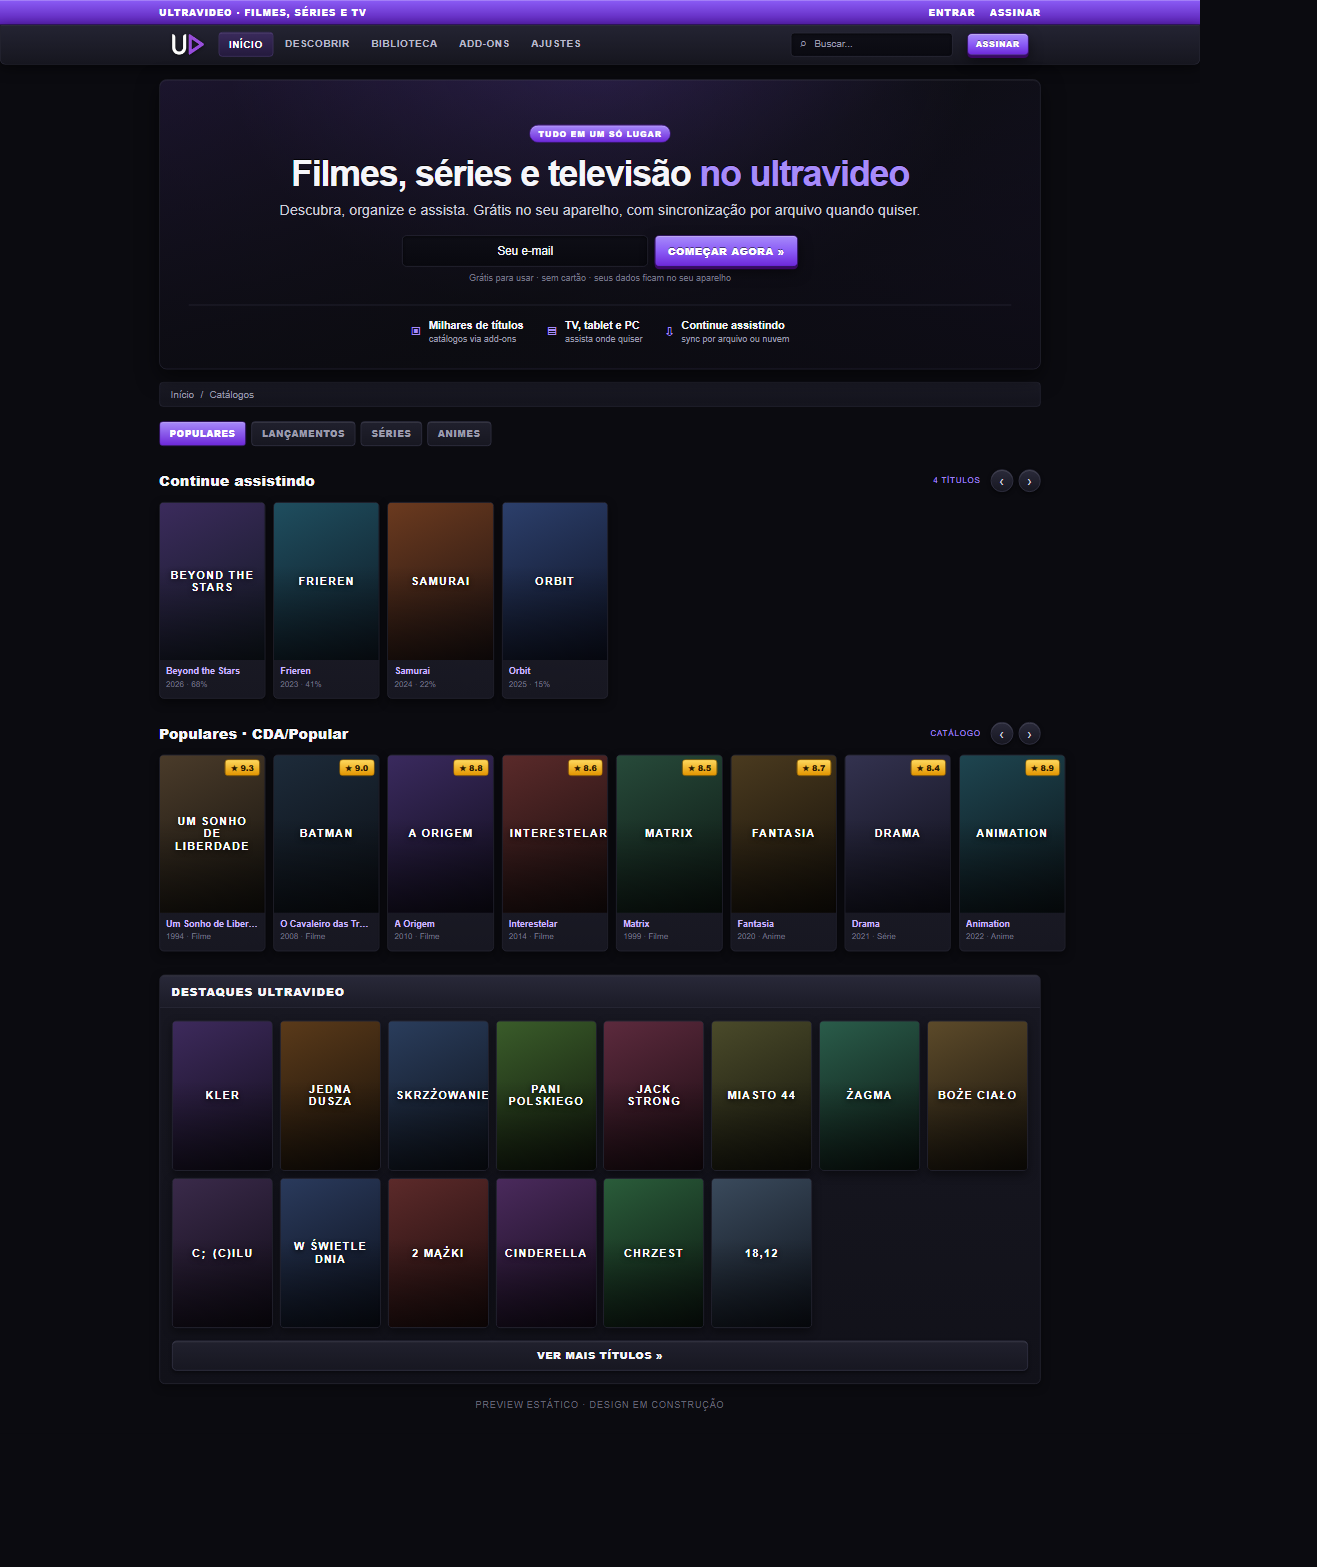 ULTRAVIDEO · FILMES, SÉRIES E TV
ENTRAR ASSINAR
INÍCIO DESCOBRIR BIBLIOTECA ADD-ONS AJUSTES
Buscar...
ASSINAR
TUDO EM UM SÓ LUGAR
Filmes, séries e televisão no ultravideo
Descubra, organize e assista. Grátis no seu aparelho, com sincronização por arquivo quando quiser.
Seu e-mail
COMEÇAR AGORA »
Grátis para usar · sem cartão · seus dados ficam no seu aparelho
Milhares de títulos
catálogos via add-ons
TV, tablet e PC
assista onde quiser
Continue assistindo
sync por arquivo ou nuvem
Início / Catálogos
POPULARES LANÇAMENTOS SÉRIES ANIMES
Continue assistindo
4 TÍTULOS ‹ ›
BEYOND THE
STARS
FRIEREN
SAMURAI
ORBIT
Beyond the Stars
2026 · 68%
Frieren
2023 · 41%
Samurai
2024 · 22%
Orbit
2025 · 15%
Populares · CDA/Popular
CATÁLOGO ‹ ›
★ 9.3
UM SONHO
DE
LIBERDADE
Um Sonho de Liber...
1994 · Filme
★ 9.0
BATMAN
O Cavaleiro das Tr...
2008 · Filme
★ 8.8
A ORIGEM
A Origem
2010 · Filme
★ 8.6
INTERESTELAR
Interestelar
2014 · Filme
★ 8.5
MATRIX
Matrix
1999 · Filme
★ 8.7
FANTASIA
Fantasia
2020 · Anime
★ 8.4
DRAMA
Drama
2021 · Série
★ 8.9
ANIMATION
Animation
2022 · Anime
DESTAQUES ULTRAVIDEO
KLER
JEDNA
DUSZA
SKRZŻOWANIE
PANI
POLSKIEGO
JACK
STRONG
MIASTO 44
ŻAGMA
BOŻE CIAŁO
C; (C)ILU
W ŚWIETLE
DNIA
2 MĄŻKI
CINDERELLA
CHRZEST
18,12
VER MAIS TÍTULOS »
PREVIEW ESTÁTICO · DESIGN EM CONSTRUÇÃO